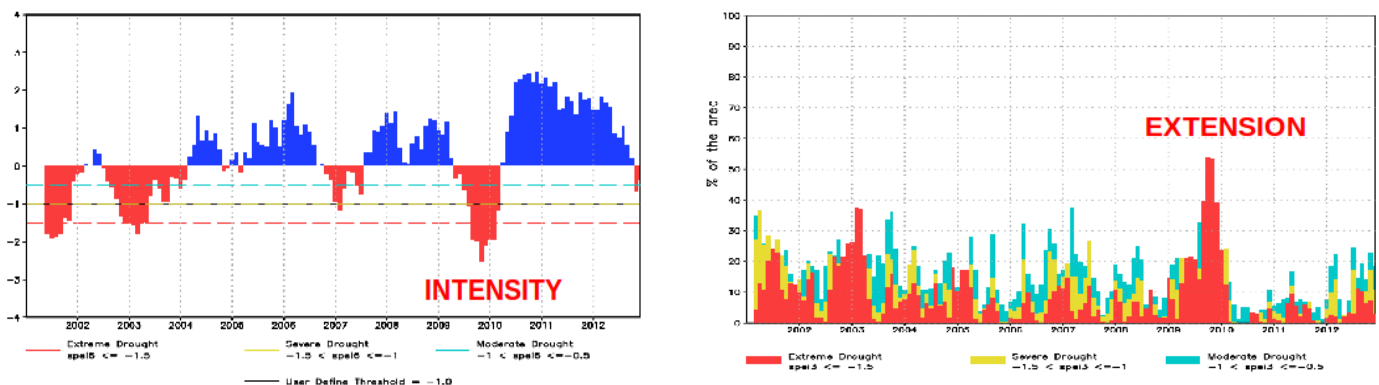 4
3
2
1
0
-1
-2
-3
-4
2002 2003 2004 2005 2006 2007 2008 2009 2010 2011 2012
INTENSITY
Extreme Drought
spei6 <= -1.5
Severe Drought
-1.5 < spei6 <=-1
Moderate Drought
-1 < spei6 <=-0.5
User Define Threshold = -1.0
% of the area
100
90
80
70
60
50
40
30
20
10
0
2002 2003 2004 2005 2006 2007 2008 2009 2010 2011 2012
EXTENSION
Extreme Drought
spei3 <= -1.5
Severe Drought
-1.5 < spei3 <=-1
Moderate Drought
-1 < spei3 <=-0.5